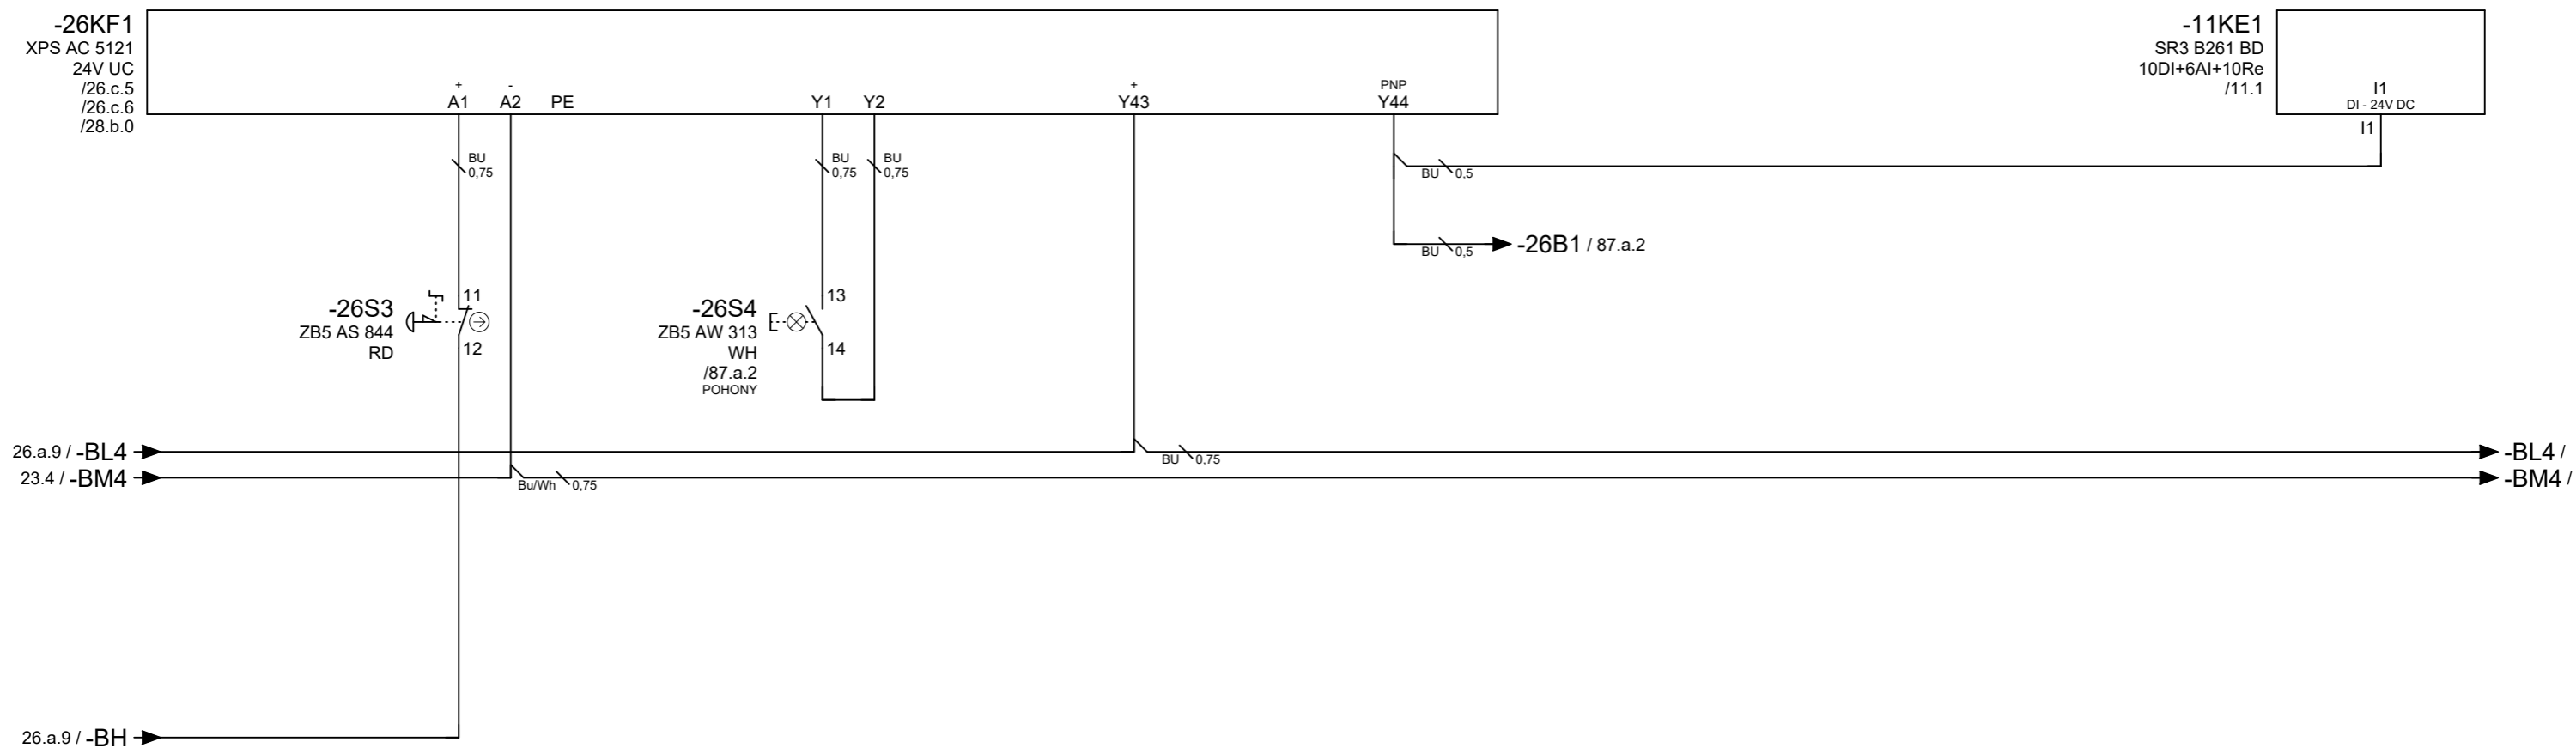 -26KF1
XPS AC 5121
24V UC
/26.c.5
/26.c.6
/28.b.0
+
A1
-
A2
PE
Y1
Y2
+
Y43
PNP
Y44
-11KE1
SR3 B261 BD
10DI+6AI+10Re
/11.1
I1
DI - 24V DC
I1
BU
0,75
BU
0,75
BU
0,75
BU 0,5
BU 0,5
-26B1 / 87.a.2
-26S3
ZB5 AS 844
RD
11
12
-26S4
ZB5 AW 313
WH
/87.a.2
POHONY
13
14
26.a.9 / -BL4
BU 0,75
-BL4 /
23.4 / -BM4
Bu/Wh 0,75
-BM4 /
26.a.9 / -BH